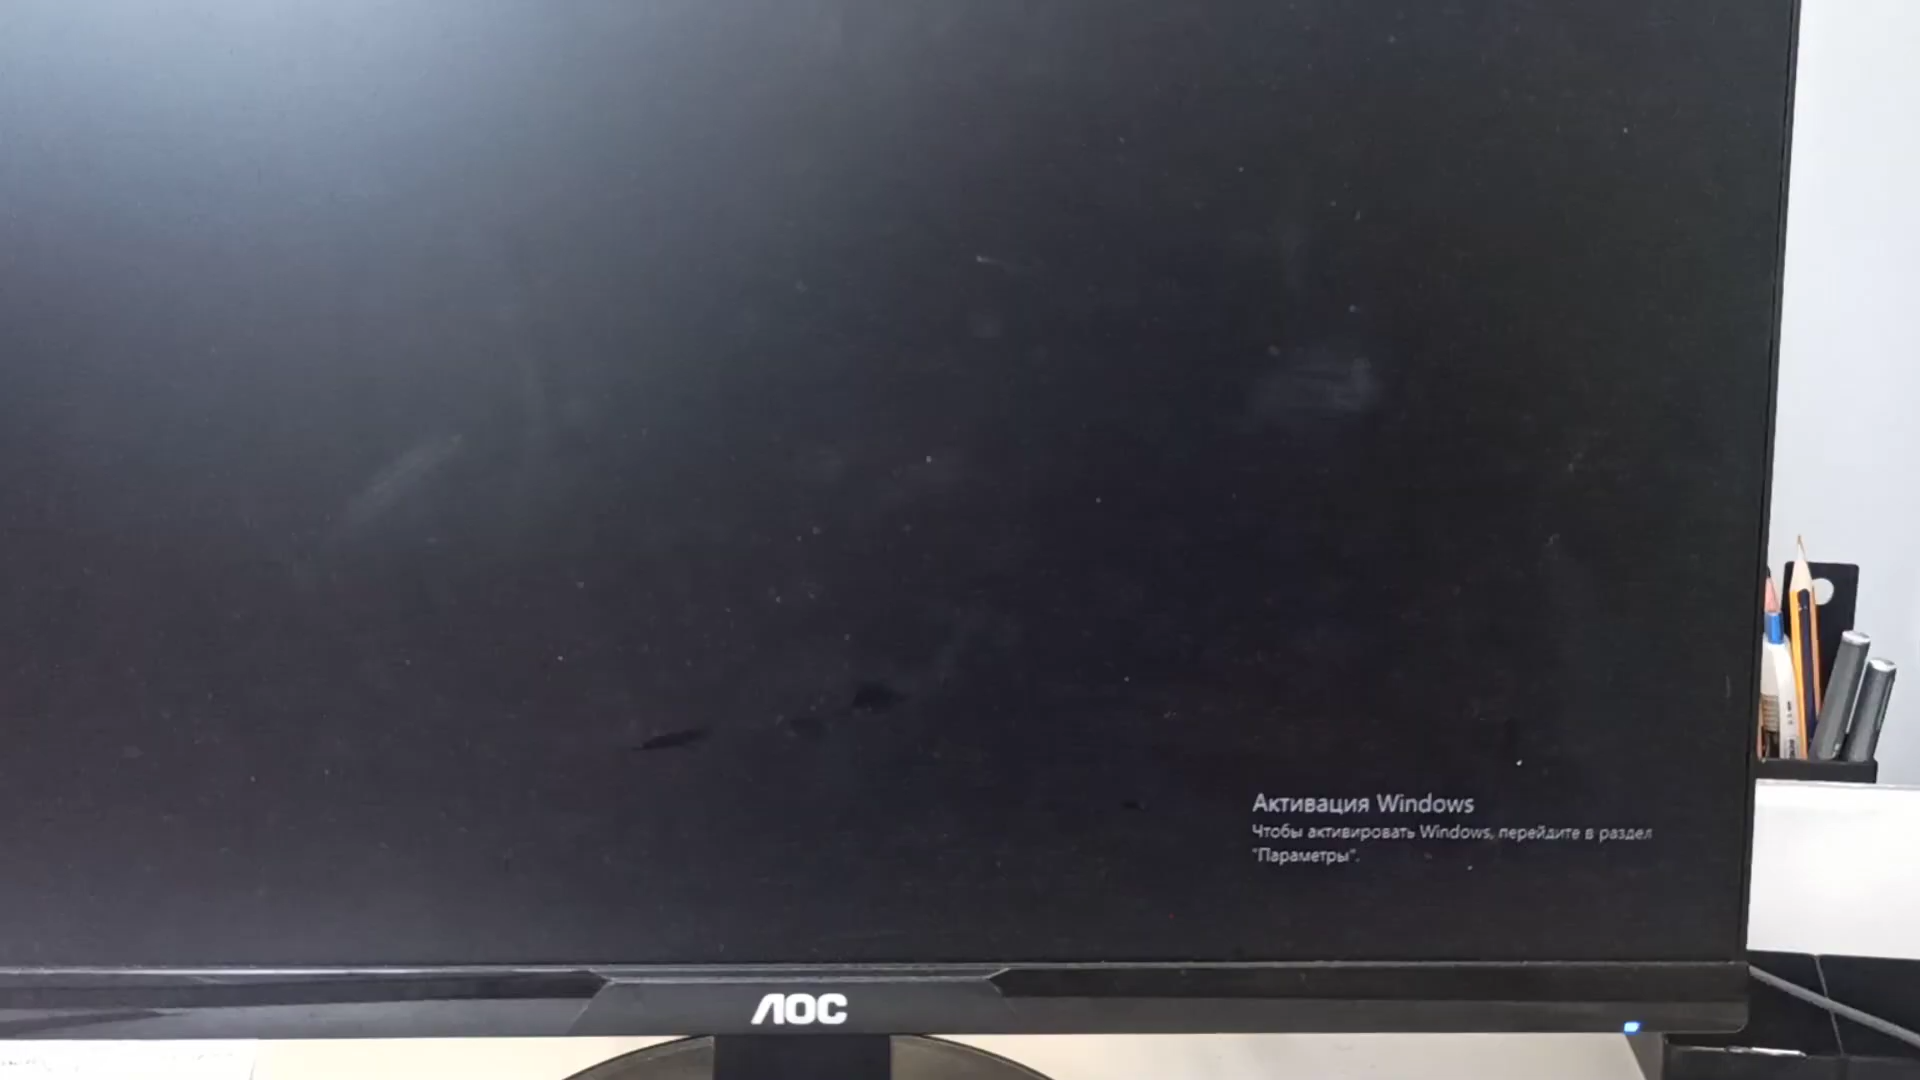 Активация Windows
Чтобы активировать Windows, перейдите в раздел
"Параметры".
AOC